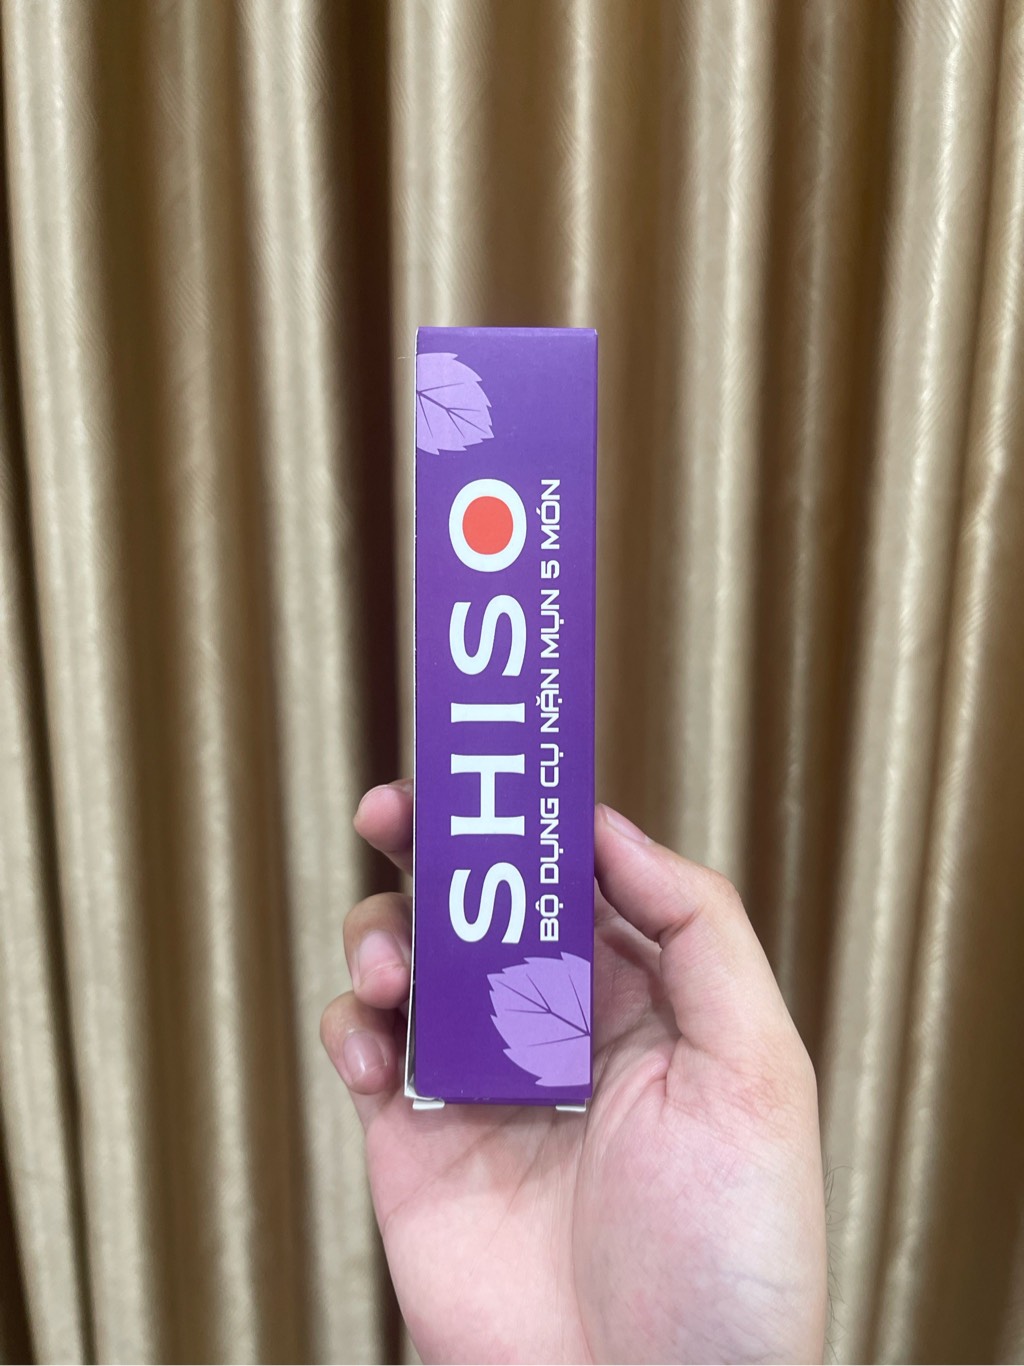 SHISO
BỘ DỤNG CỤ NẶN MỤN 5 MÓN